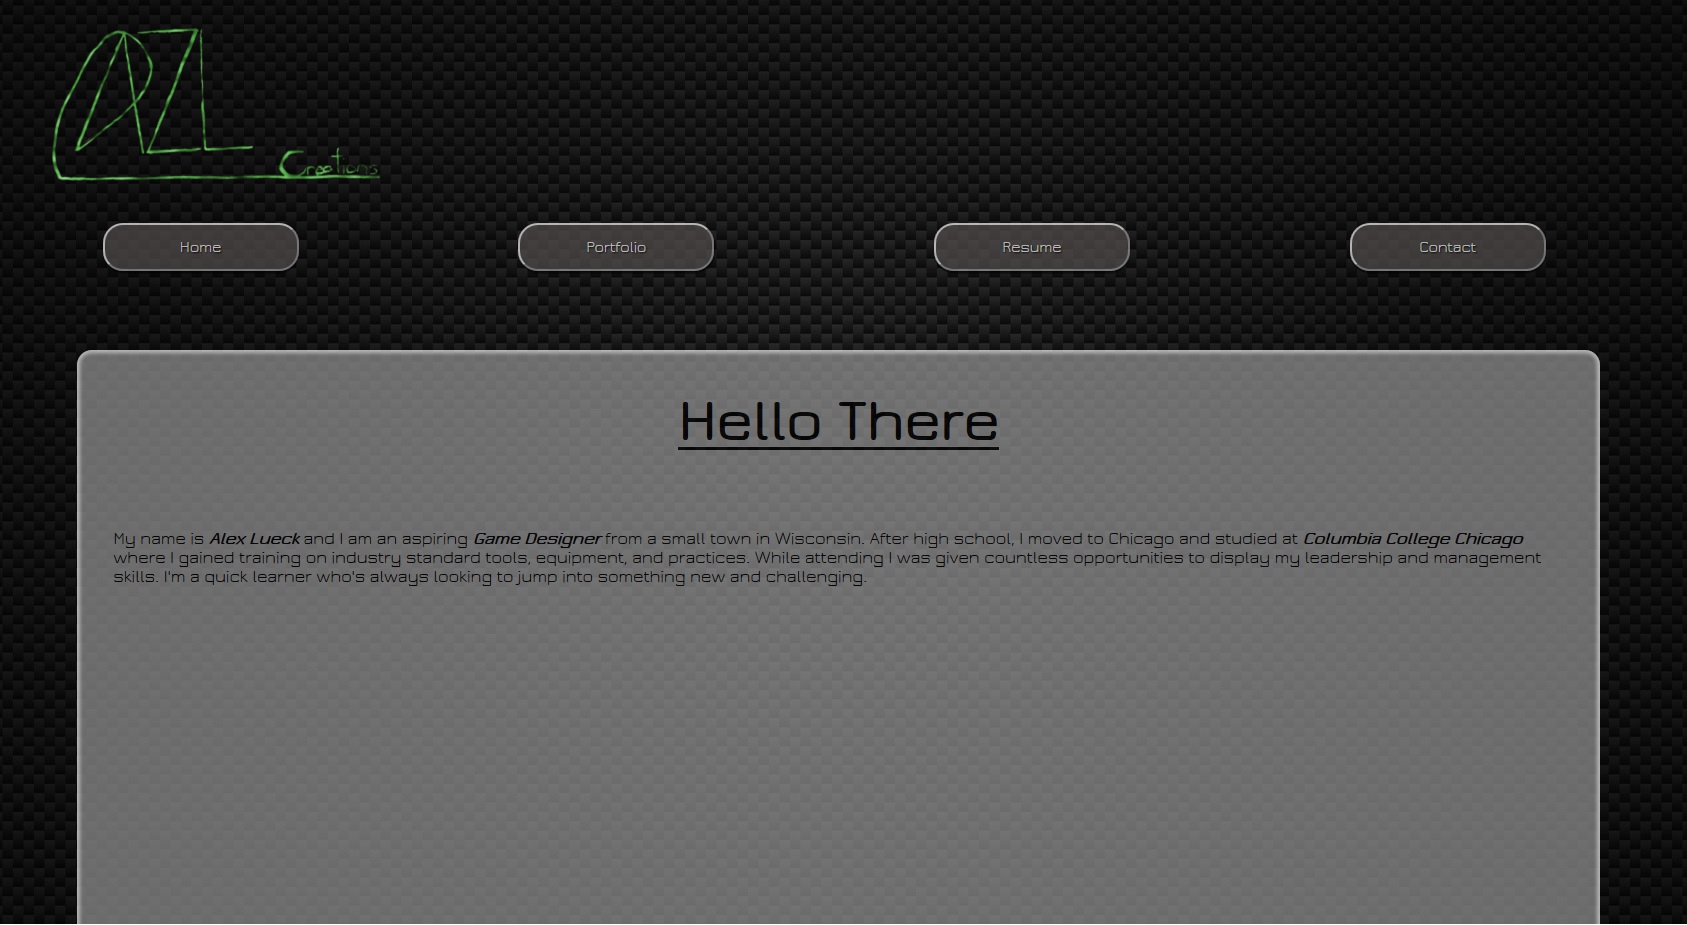 Creations
Home
Portfolio
Resume
Contact
Hello There
My name is Alex Lueck and I am an aspiring Game Designer from a small town in Wisconsin. After high school, I moved to Chicago and studied at Columbia College Chicago
where I gained training on industry standard tools, equipment, and practices. While attending I was given countless opportunities to display my leadership and management
skills. I'm a quick learner who's always looking to jump into something new and challenging.